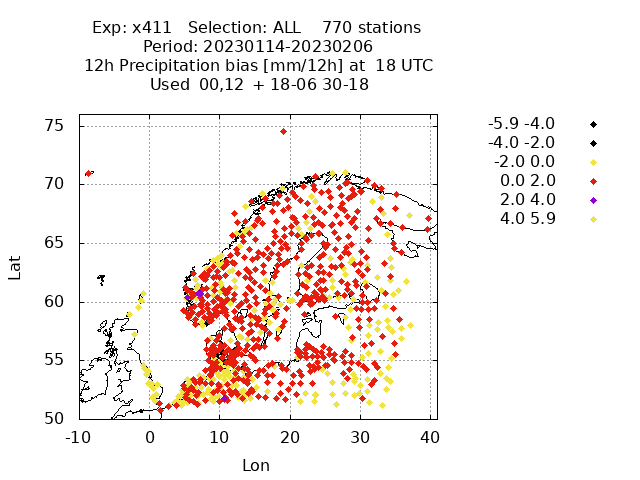 Exp: x411 Selection: ALL 770 stations
Period: 20230114-20230206
12h Precipitation bias [mm/12h] at 18 UTC
Used 00,12 + 18-06 30-18
75
70
65
60
55
50
-10 0 10 20 30 40
Lat
Lon
-5.9 -4.0
-4.0 -2.0
-2.0 0.0
0.0 2.0
2.0 4.0
4.0 5.9